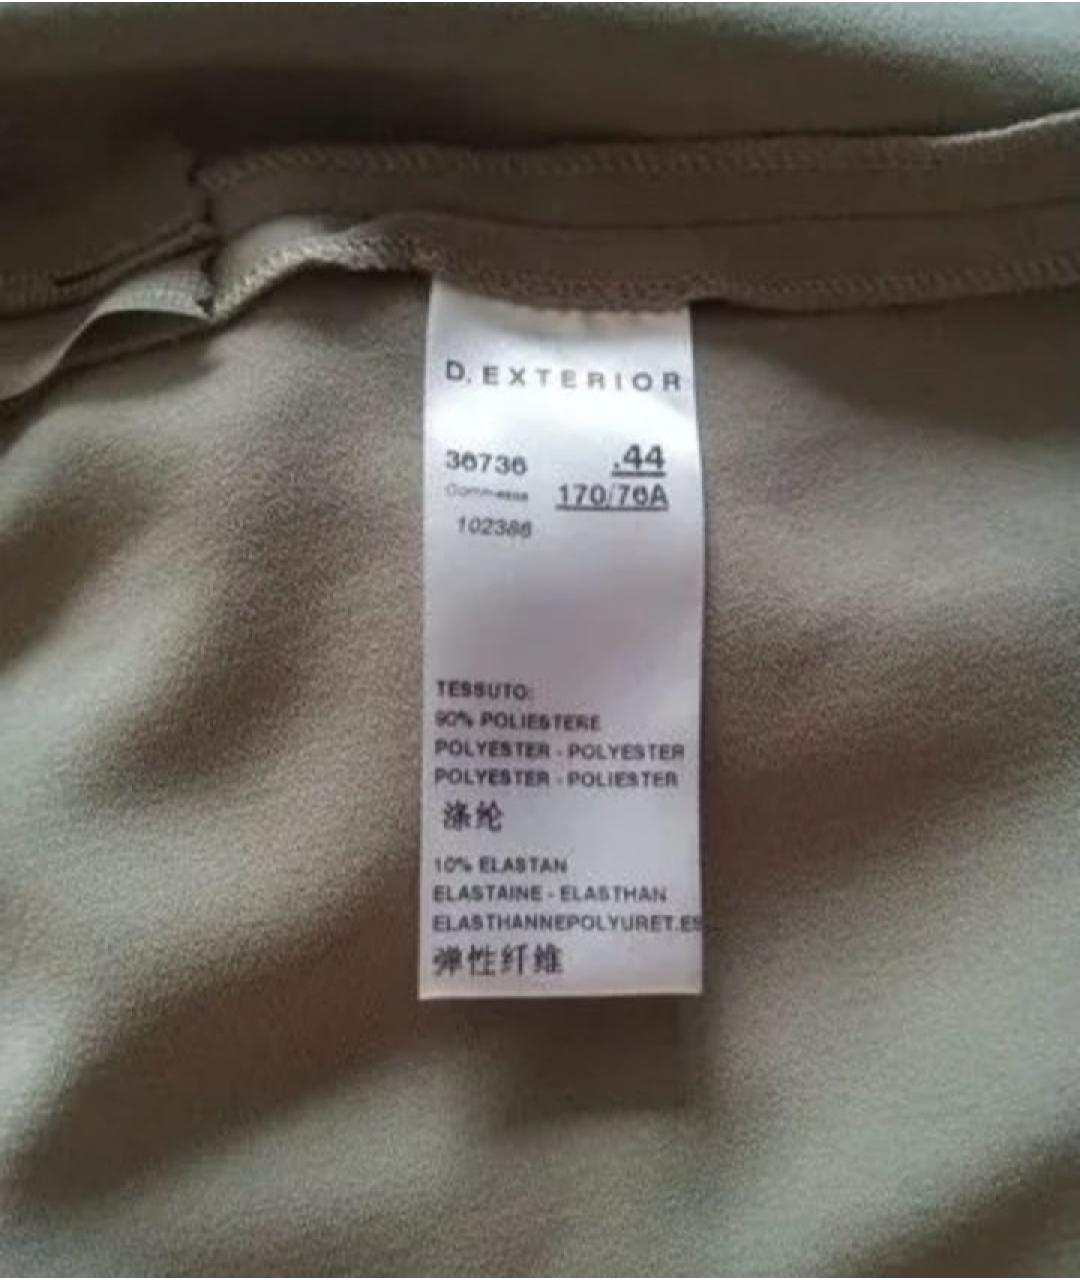 D. EXTERIOR
36736 .44
Commessa 170/76A
102386
TESSUTO:
90% POLIESTERE
POLYESTER - POLYESTER
POLYESTER - POLIESTER
涤纶
10% ELASTAN
ELASTAINE - ELASTHAN
ELASTHANNEPOLYURET.ES
弹性纤维